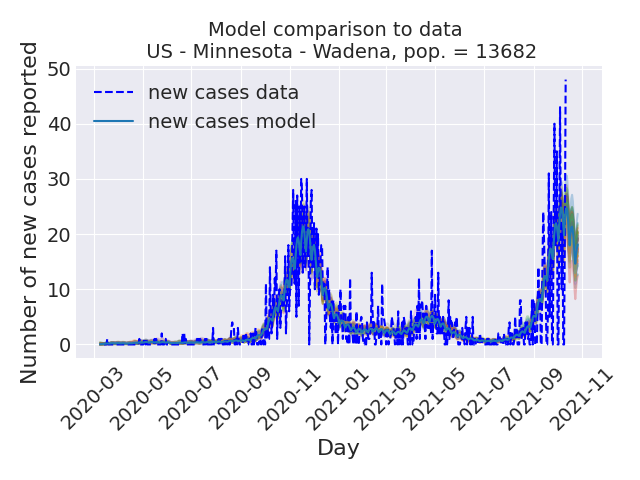 Model comparison to data
US - Minnesota - Wadena, pop. = 13682
Number of new cases reported
50
40
30
20
10
0
new cases data
new cases model
2020-03
2020-05
2020-07
2020-09
2020-11
2021-01
2021-03
2021-05
2021-07
2021-09
2021-11
Day